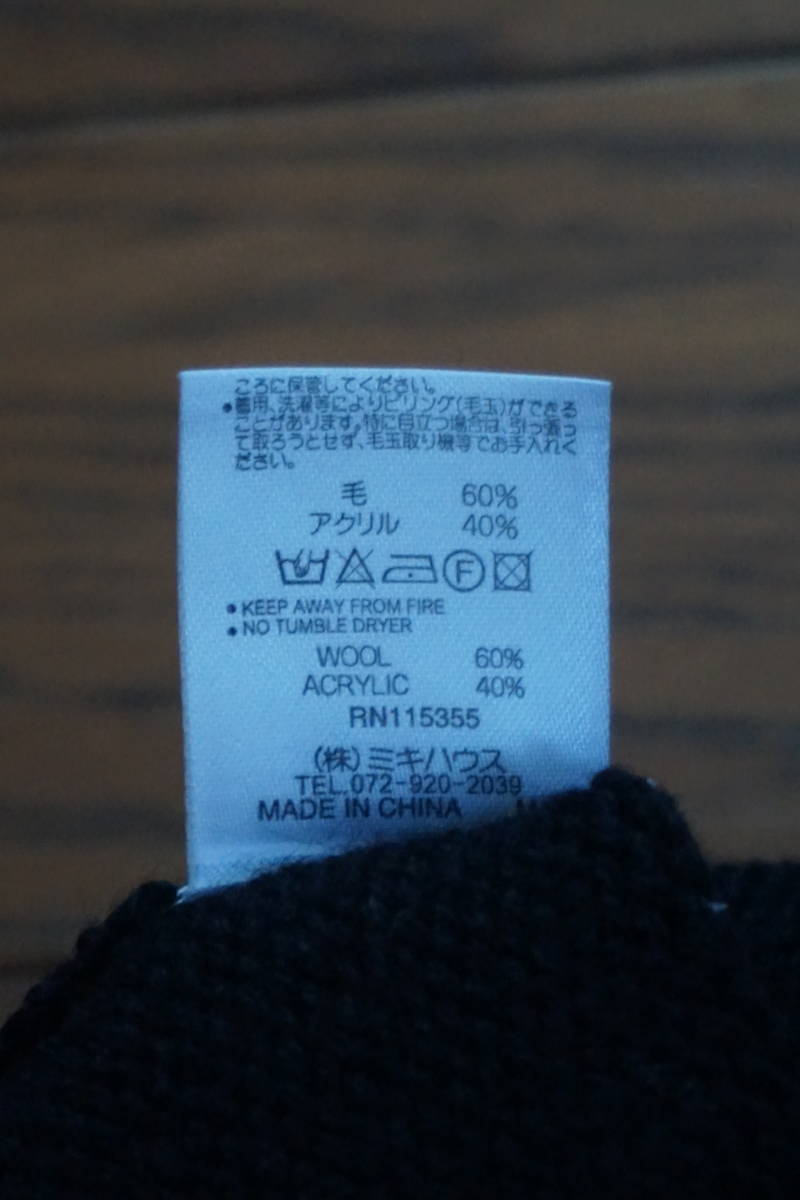 ころに保管してください。
●着用、洗濯等によりピリング(毛玉)ができる
ことがあります。特に目立つ場合は、引っ張っ
て取ろうとせず、毛玉取り機等でお手入れく
ださい。
毛 60%
アクリル 40%
F
●KEEP AWAY FROM FIRE
●NO TUMBLE DRYER
WOOL 60%
ACRYLIC 40%
RN115355
(株)ミキハウス
TEL.072-920-2039
MADE IN CHINA